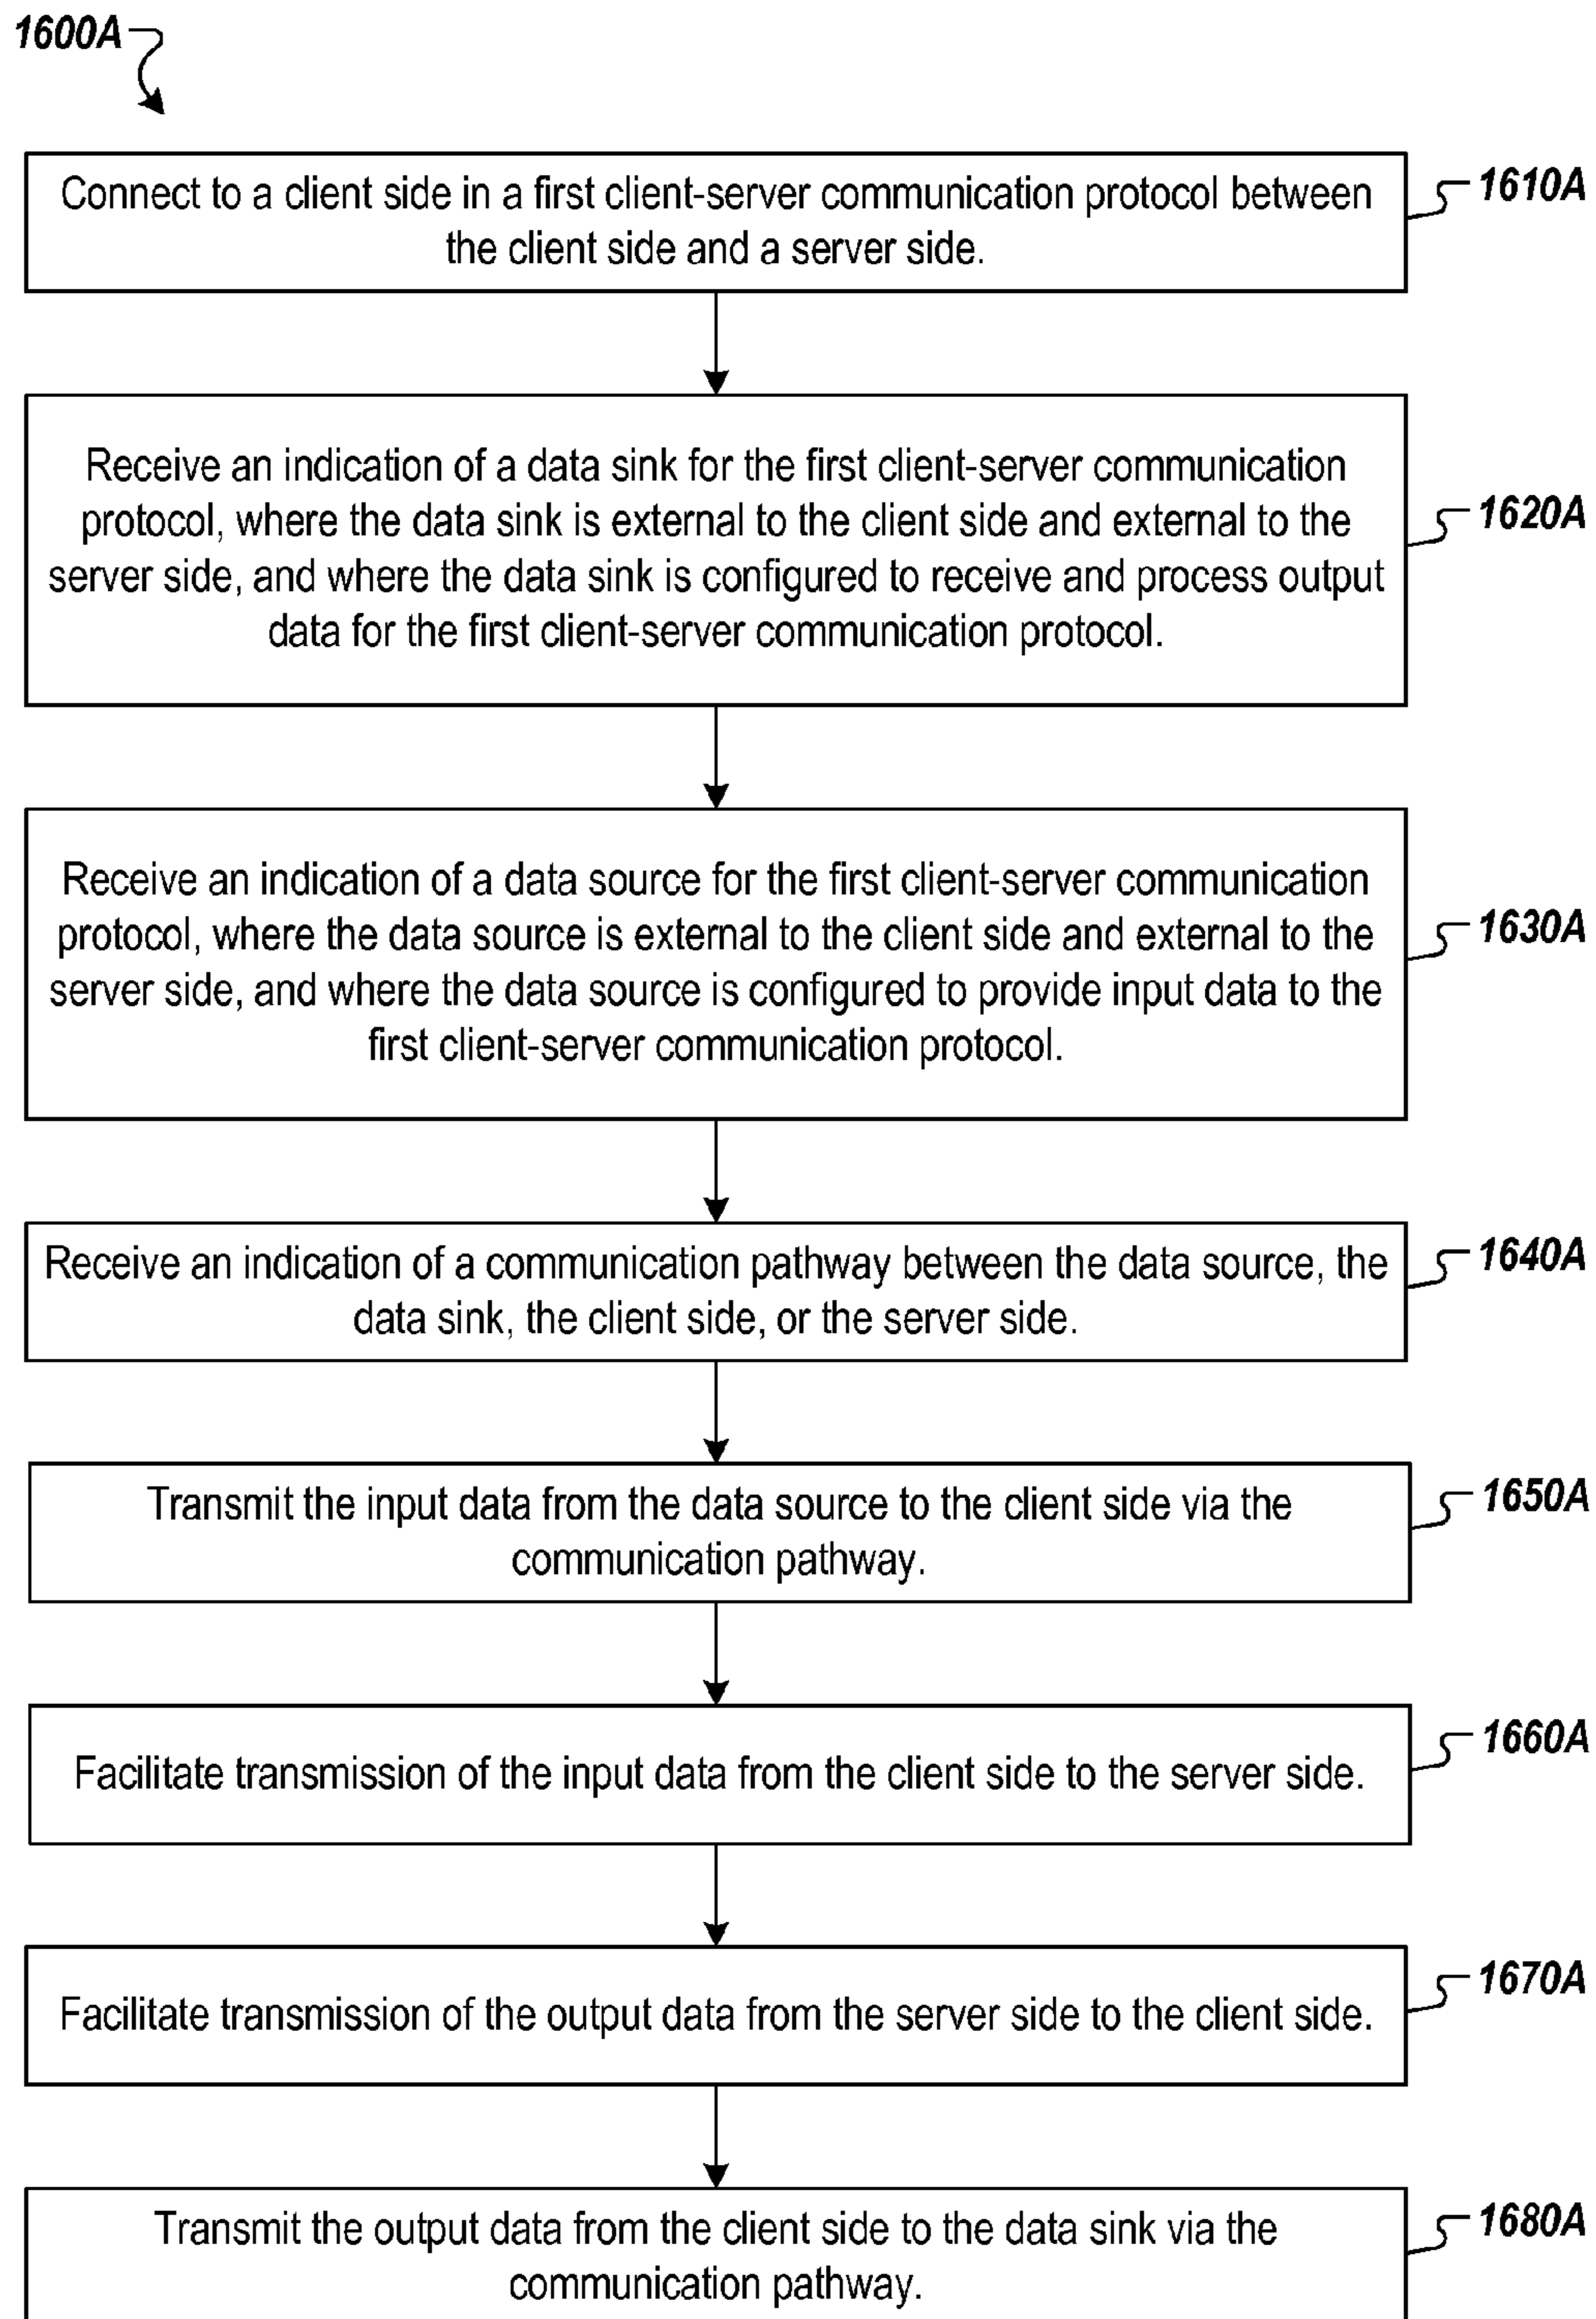 1600A
Connect to a client side in a first client-server communication protocol between
the client side and a server side.
1610A
Receive an indication of a data sink for the first client-server communication
protocol, where the data sink is external to the client side and external to the
server side, and where the data sink is configured to receive and process output
data for the first client-server communication protocol.
1620A
Receive an indication of a data source for the first client-server communication
protocol, where the data source is external to the client side and external to the
server side, and where the data source is configured to provide input data to the
first client-server communication protocol.
1630A
Receive an indication of a communication pathway between the data source, the
data sink, the client side, or the server side.
1640A
Transmit the input data from the data source to the client side via the
communication pathway.
1650A
Facilitate transmission of the input data from the client side to the server side.
1660A
Facilitate transmission of the output data from the server side to the client side.
1670A
Transmit the output data from the client side to the data sink via the
communication pathway.
1680A